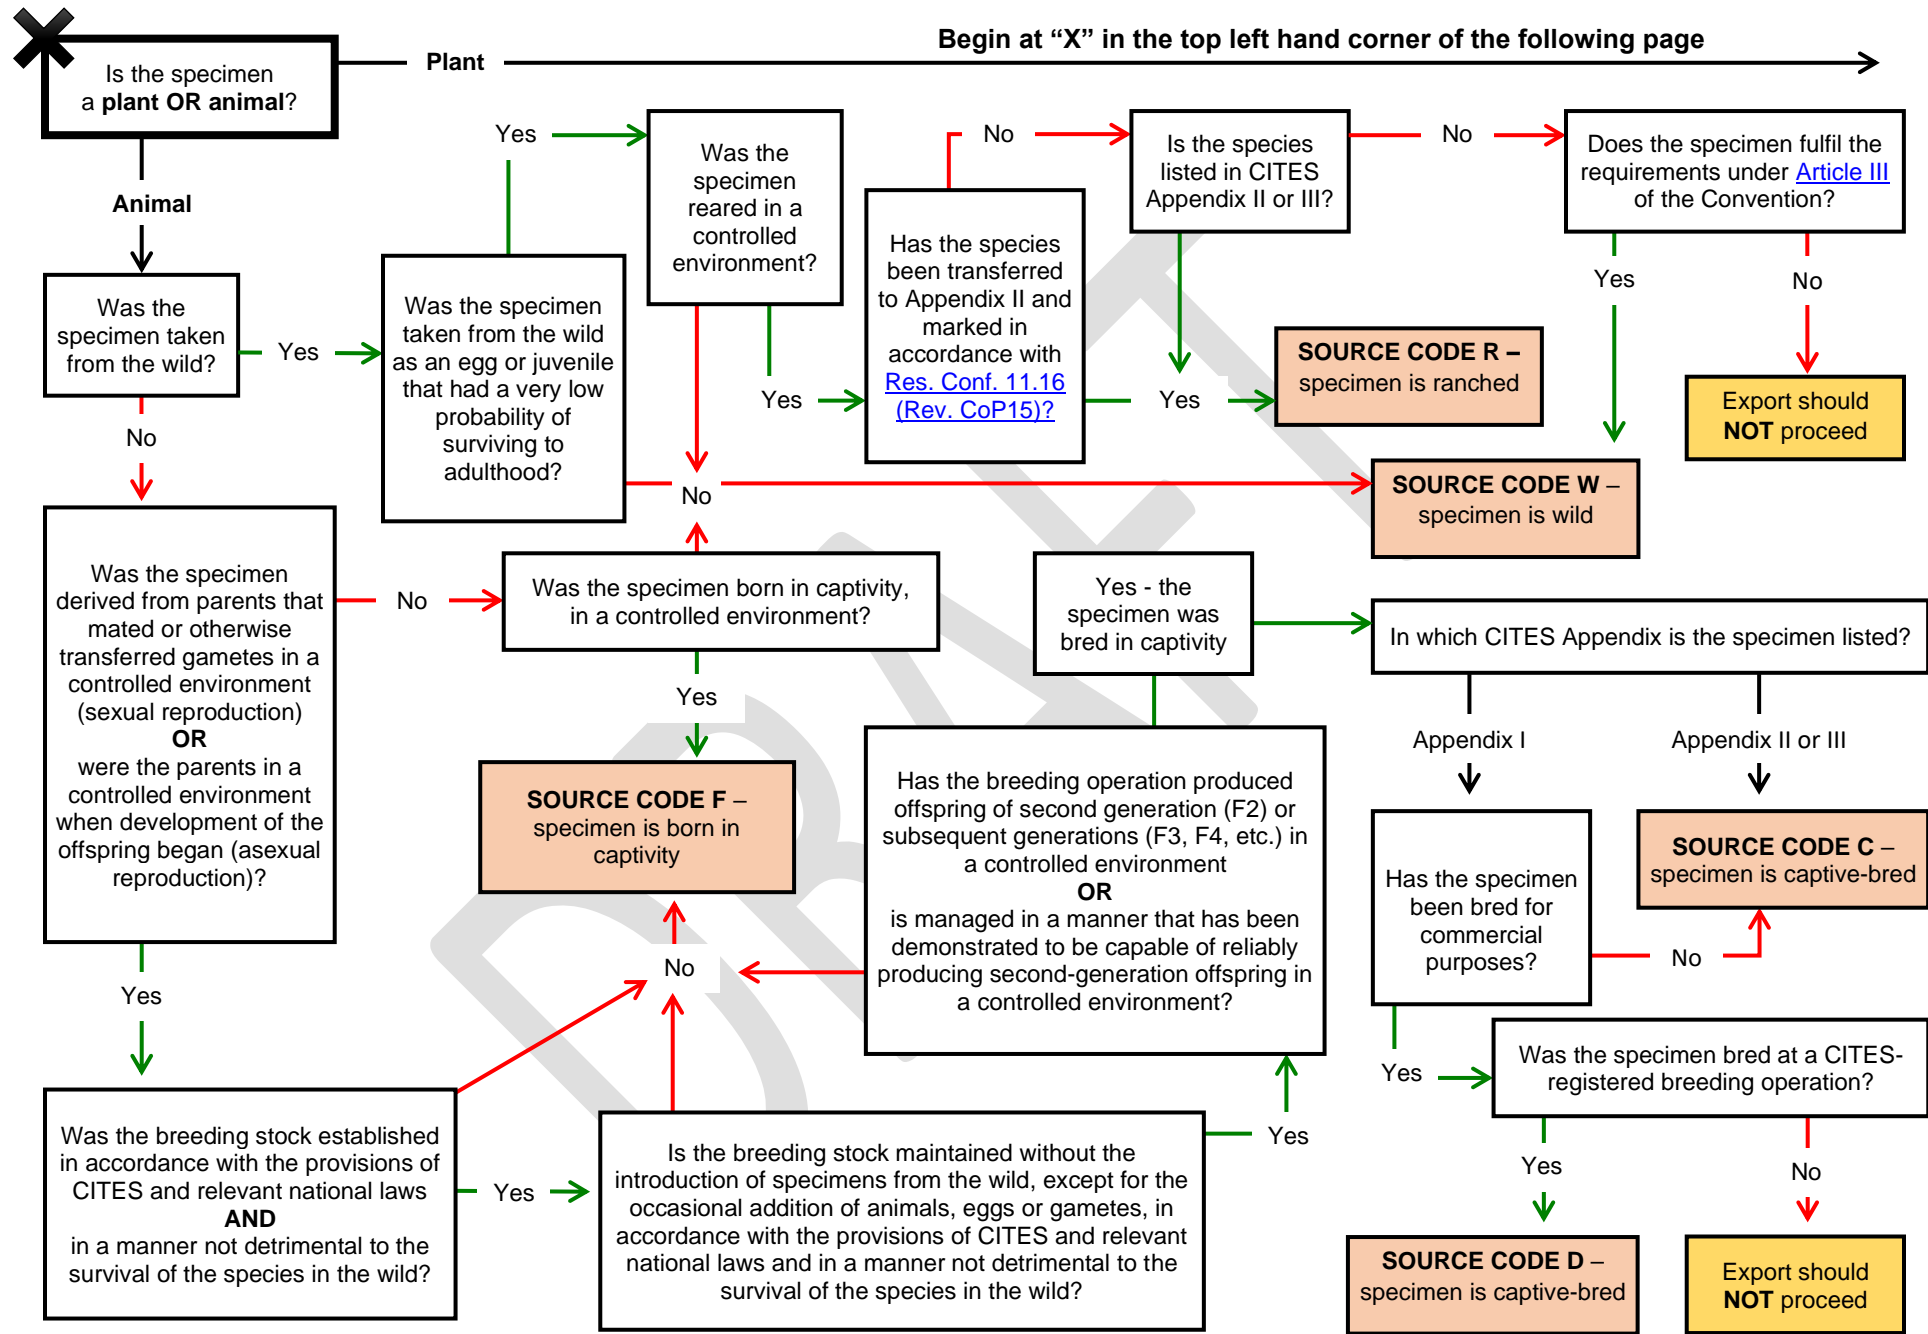 Begin at “X” in the top left hand corner of the following page
Is the specimen
a plant OR animal?
Plant
Animal
Was the
specimen taken
from the wild?
Yes
No
Was the specimen
taken from the wild
as an egg or juvenile
that had a very low
probability of
surviving to
adulthood?
Yes
Was the
specimen
reared in a
controlled
environment?
Yes
No
Has the species
been transferred
to Appendix II and
marked in
accordance with
Res. Conf. 11.16
(Rev. CoP15)?
No
Yes
Is the species
listed in CITES
Appendix II or III?
No
Does the specimen fulfil the
requirements under Article III
of the Convention?
Yes
No
SOURCE CODE R –
specimen is ranched
Export should
NOT proceed
SOURCE CODE W –
specimen is wild
Was the specimen
derived from parents that
mated or otherwise
transferred gametes in a
controlled environment
(sexual reproduction)
OR
were the parents in a
controlled environment
when development of the
offspring began (asexual
reproduction)?
No
Yes
Was the specimen born in captivity,
in a controlled environment?
Yes
SOURCE CODE F –
specimen is born in
captivity
No
Yes - the
specimen was
bred in captivity
In which CITES Appendix is the specimen listed?
Appendix I
Appendix II or III
Has the breeding operation produced
offspring of second generation (F2) or
subsequent generations (F3, F4, etc.) in
a controlled environment
OR
is managed in a manner that has been
demonstrated to be capable of reliably
producing second-generation offspring in
a controlled environment?
Has the specimen
been bred for
commercial
purposes?
No
Yes
SOURCE CODE C –
specimen is captive-bred
Was the specimen bred at a CITES-
registered breeding operation?
Yes
No
Was the breeding stock established
in accordance with the provisions of
CITES and relevant national laws
AND
in a manner not detrimental to the
survival of the species in the wild?
Yes
Is the breeding stock maintained without the
introduction of specimens from the wild, except for the
occasional addition of animals, eggs or gametes, in
accordance with the provisions of CITES and relevant
national laws and in a manner not detrimental to the
survival of the species in the wild?
Yes
SOURCE CODE D –
specimen is captive-bred
Export should
NOT proceed
DRAFT